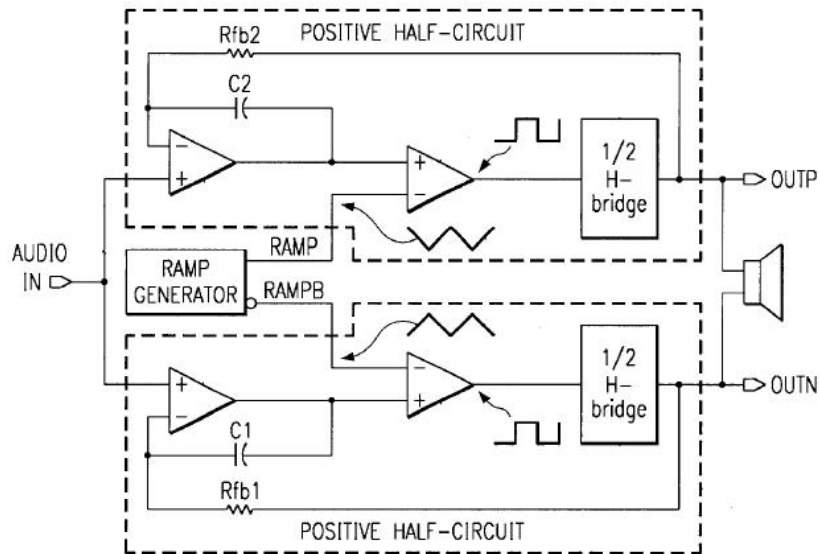 POSITIVE HALF-CIRCUIT
Rfb2
C2
−
+
+
−
1/2
H-
bridge
OUTP
AUDIO
IN
RAMP
GENERATOR
RAMP
RAMPB
+
−
−
+
1/2
H-
bridge
OUTN
C1
Rfb1
POSITIVE HALF-CIRCUIT